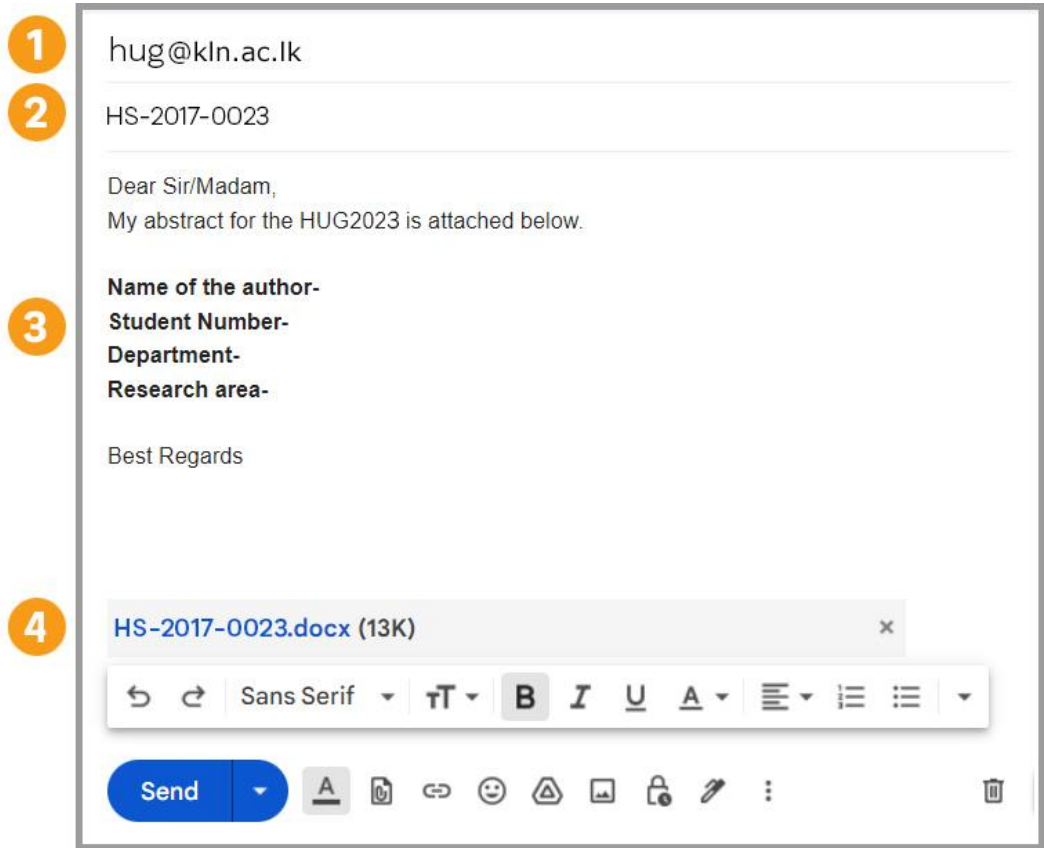 1
hug@kln.ac.lk
2
HS-2017-0023
Dear Sir/Madam,
My abstract for the HUG2023 is attached below.
3
Name of the author-
Student Number-
Department-
Research area-
Best Regards
4
HS-2017-0023.docx (13K)
Sans Serif
Send